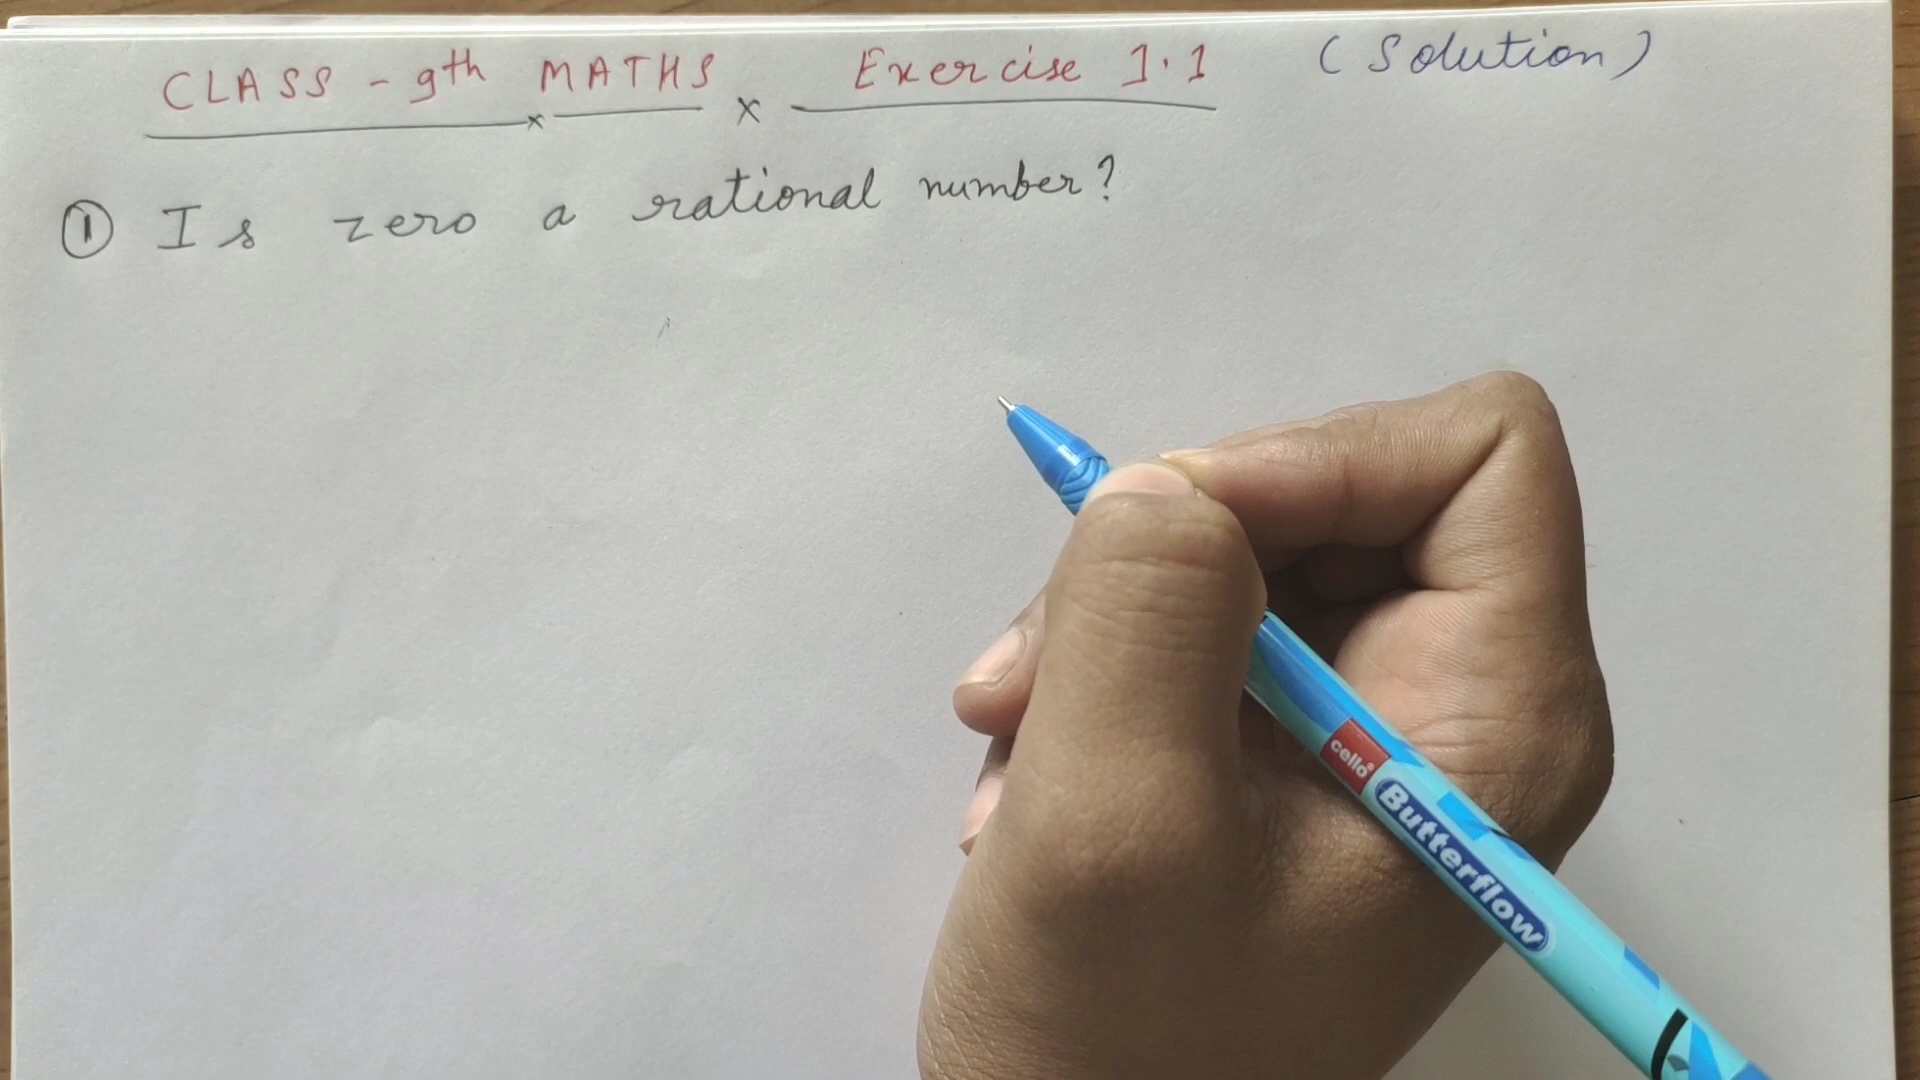 CLASS - 9th MATHS Exercise 1.1 (Solution)
① Is zero a rational number?
cello
Butterflow